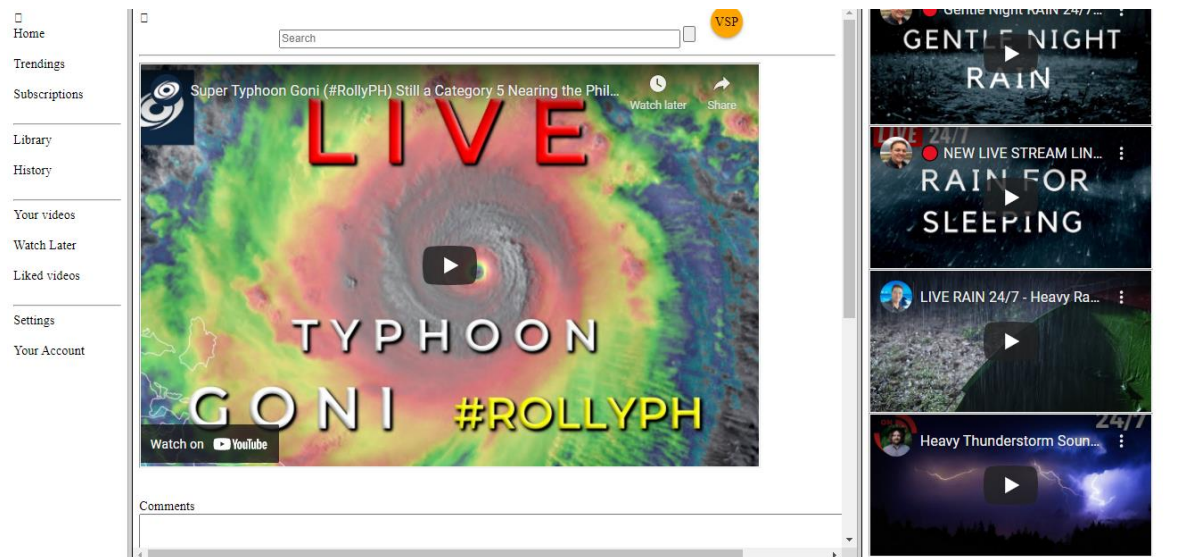 Home
Trendings
Subscriptions
Library
History
Your videos
Watch Later
Liked videos
Settings
Your Account
Search
VSP
Super Typhoon Goni (#RollyPH) Still a Category 5 Nearing the Phil...
Watch later
Share
LIVE
TYPHOON
GONI #ROLLYPH
Watch on YouTube
Comments
Gentle Night RAIN 24/7...
GENTLE NIGHT
RAIN
LIVE 24/7
NEW LIVE STREAM LIN...
RAIN FOR
SLEEPING
LIVE RAIN 24/7 - Heavy Ra...
24/7
Heavy Thunderstorm Soun...